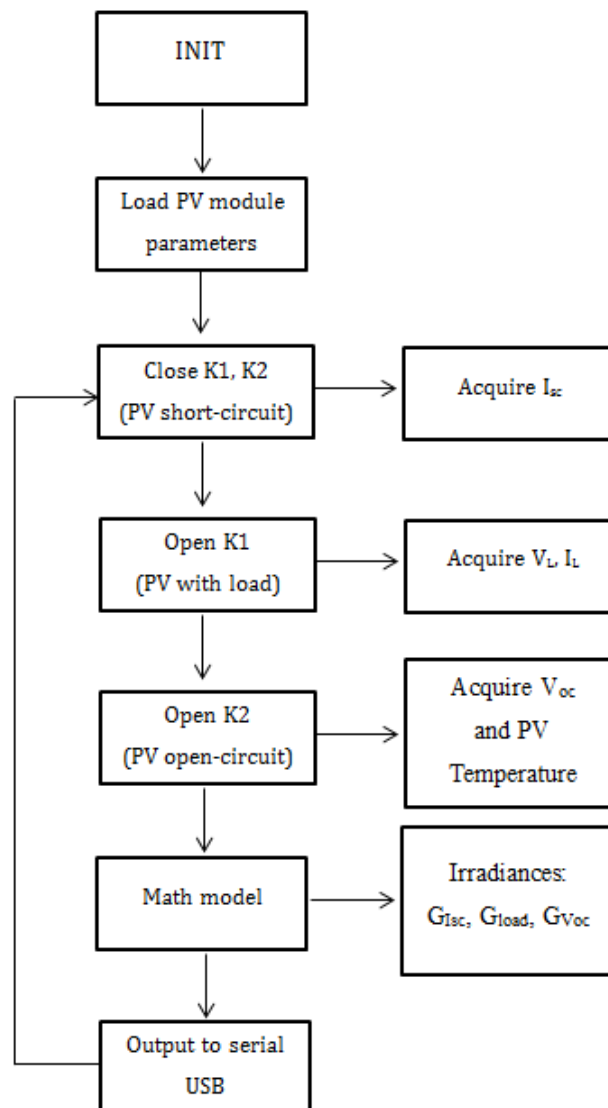 INIT
Load PV module
parameters
Close K1, K2
(PV short-circuit)
Acquire Isc
Open K1
(PV with load)
Acquire VL, IL
Open K2
(PV open-circuit)
Acquire Voc
and PV
Temperature
Math model
Irradiances:
GIsc, Gload, GVoc
Output to serial
USB